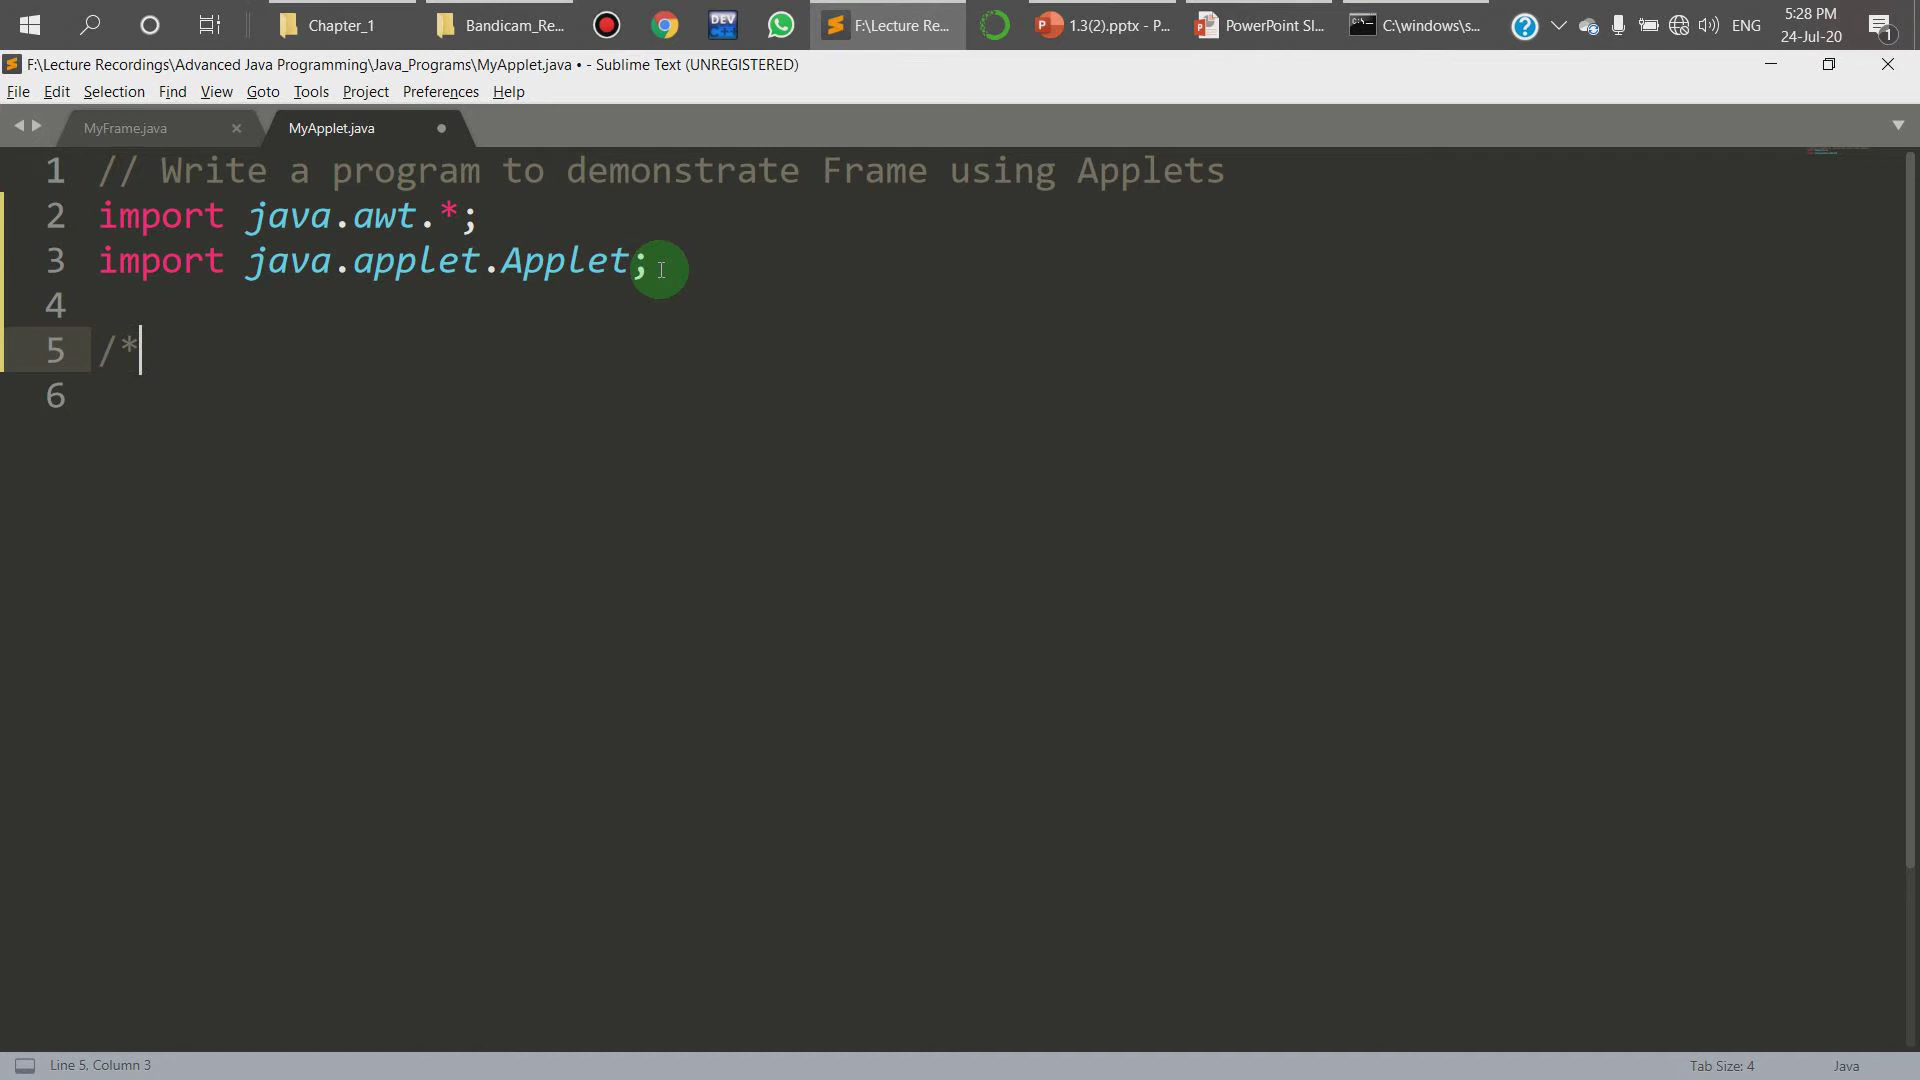 Chapter_1
Bandicam_Re...
DEV
C++
F:\Lecture Re...
1.3(2).pptx - P...
PowerPoint Sl...
C:\windows\s...
ENG
5:28 PM
24-Jul-20
1
F:\Lecture Recordings\Advanced Java Programming\Java_Programs\MyApplet.java • - Sublime Text (UNREGISTERED)
File Edit Selection Find View Goto Tools Project Preferences Help
MyFrame.java MyApplet.java
1 // Write a program to demonstrate Frame using Applets
2 import java.awt.*;
3 import java.applet.Applet;
4
5 /*
6
Line 5, Column 3 Tab Size: 4 Java